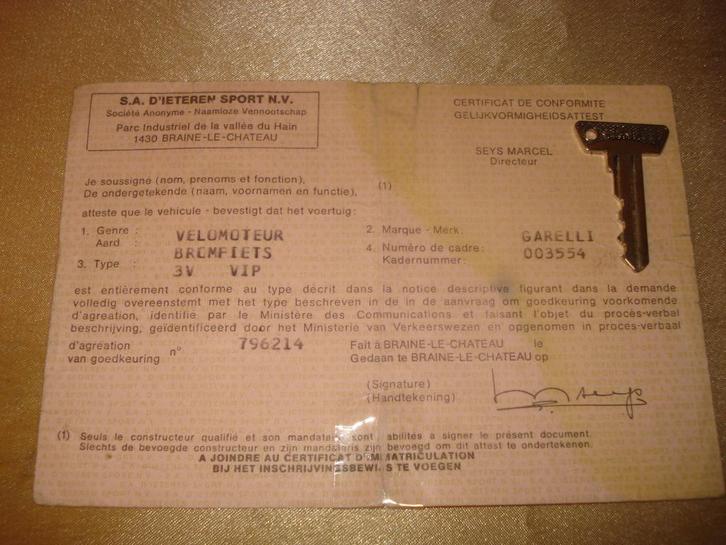 S.A. D'IETEREN SPORT N.V.
Société Anonyme - Naamloze Vennootschap
Parc Industriel de la vallée du Hain
1430 BRAINE-LE-CHATEAU
CERTIFICAT DE CONFORMITE
GELIJKVORMIGHEIDSATTEST
SEYS MARCEL
Directeur
Je soussigné (nom, prenoms et fonction),
De ondergetekende (naam, voornamen en functie),
(1)
atteste que le vehicule - bevestigt dat het voertuig:
1. Genre :
Aard :
VELOMOTEUR
BROMFIETS
3. Type :
3V VIP
2. Marque - Merk:
GARELLI
4. Numéro de cadre:
Kadernummer:
003554
est entièrement conforme au type décrit dans la notice descriptive figurant dans la demande
volledig overeenstemt met het type beschreven in de in de aanvraag om goedkeuring voorkomende
d'agreation, identifié par le Ministère des Communications et faisant l'objet du procès-verbal
beschrijving, geïdentificeerd door het Ministerie van Verkeerswezen en opgenomen in proces-verbaal
d'agreation
van goedkeuring n°
796214
Fait à BRAINE-LE-CHATEAU le
Gedaan te BRAINE-LE-CHATEAU op
(Signature)
(Handtekening)
(1) Seuls le constructeur qualifié et son sont abilités a signer le présent document.
Slechts de bevoegde constructeur en zijn zijn bevoegd om dit attest te ondertekenen.
A JOINDRE AU CERTIFICAT D'IMMATRICULATION
BIJ HET INSCHRIJVINGSBEWIJS TE VOEGEN